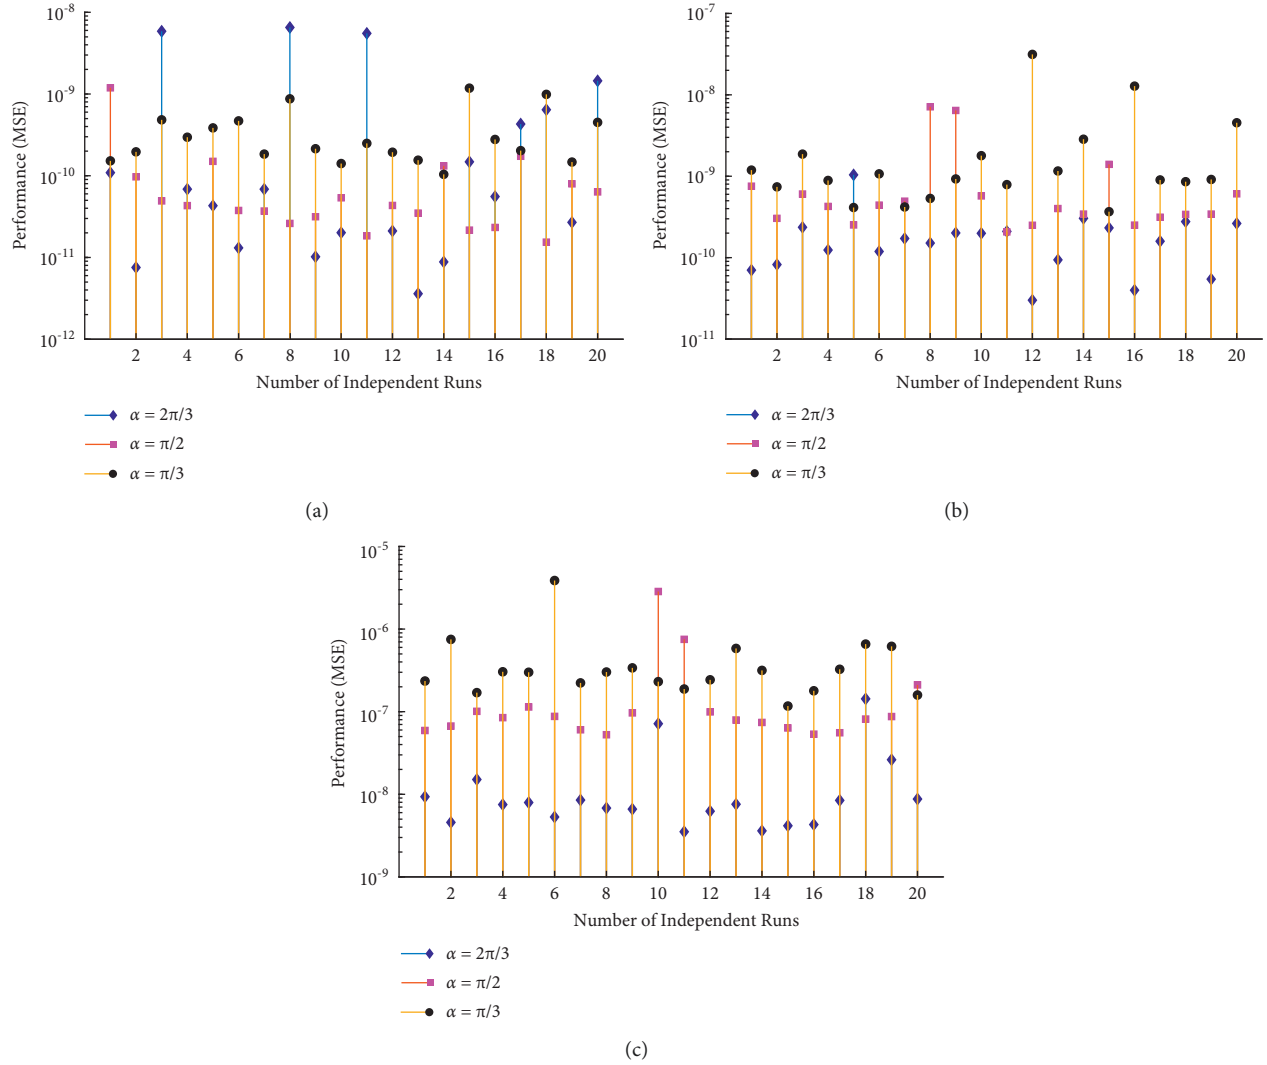 10-8
10-9
10-10
10-11
10-12
Performance (MSE)
2 4 6 8 10 12 14 16 18 20
Number of Independent Runs
α = 2π/3
α = π/2
α = π/3
(a)
10-7
10-8
10-9
10-10
10-11
Performance (MSE)
2 4 6 8 10 12 14 16 18 20
Number of Independent Runs
α = 2π/3
α = π/2
α = π/3
(b)
10-5
10-6
10-7
10-8
10-9
Performance (MSE)
2 4 6 8 10 12 14 16 18 20
Number of Independent Runs
α = 2π/3
α = π/2
α = π/3
(c)